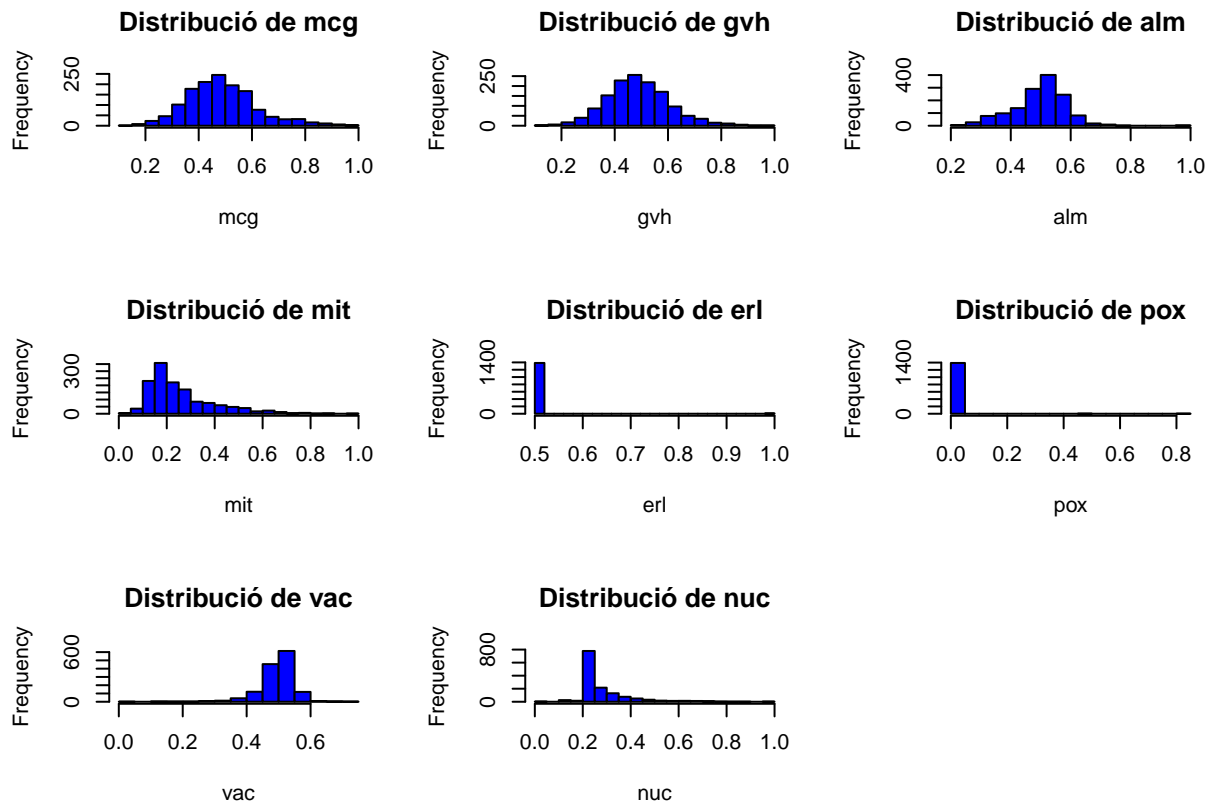 Distribució de mcg
Frequency
0
250
0.2 0.4 0.6 0.8 1.0
mcg
Distribució de gvh
Frequency
0
250
0.2 0.4 0.6 0.8 1.0
gvh
Distribució de alm
Frequency
0
400
0.2 0.4 0.6 0.8 1.0
alm
Distribució de mit
Frequency
0
300
0.0 0.2 0.4 0.6 0.8 1.0
mit
Distribució de erl
Frequency
0
1400
0.5 0.6 0.7 0.8 0.9 1.0
erl
Distribució de pox
Frequency
0
1400
0.0 0.2 0.4 0.6 0.8
pox
Distribució de vac
Frequency
0
600
0.0 0.2 0.4 0.6
vac
Distribució de nuc
Frequency
0
800
0.0 0.2 0.4 0.6 0.8 1.0
nuc